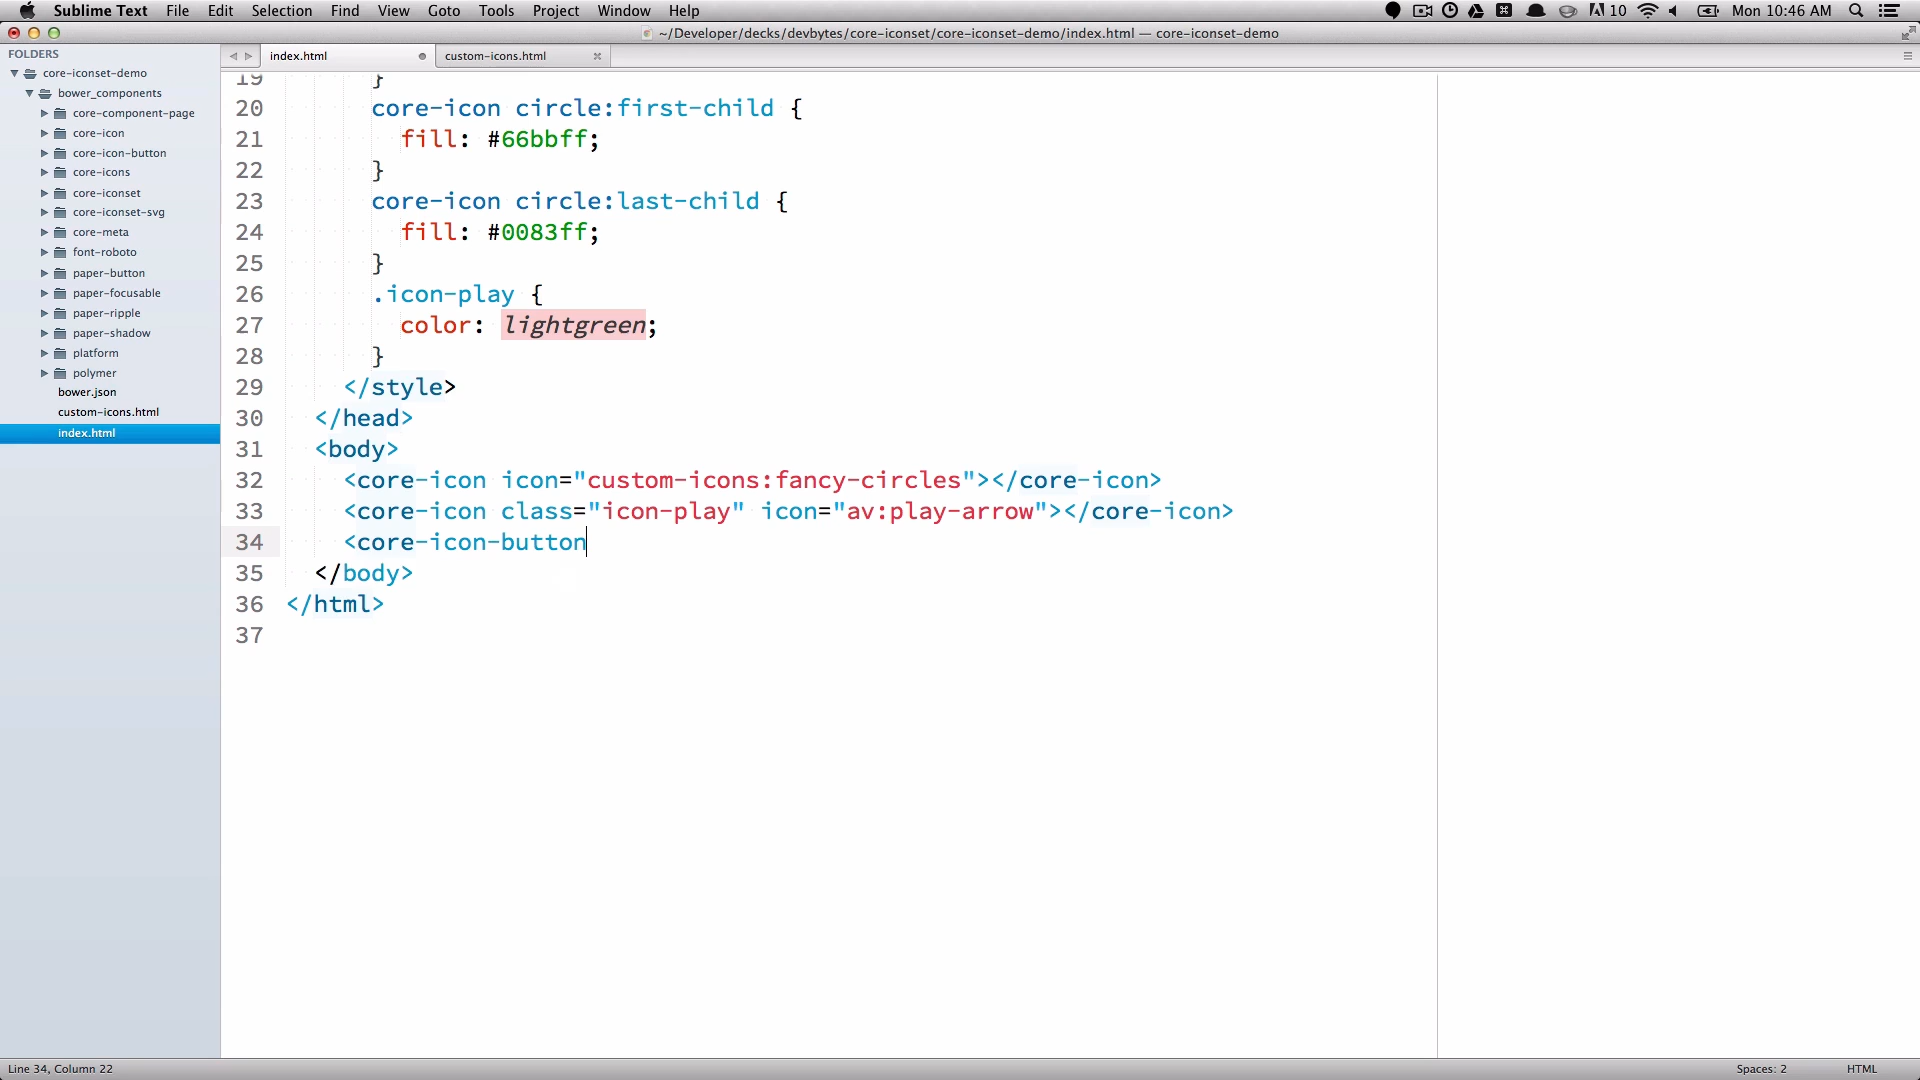 Sublime Text File Edit Selection Find View Goto Tools Project Window Help 10 Mon 10:46 AM
~/Developer/decks/devbytes/core-iconset/core-iconset-demo/index.html — core-iconset-demo
FOLDERS
core-iconset-demo
bower_components
core-component-page
core-icon
core-icon-button
core-icons
core-iconset
core-iconset-svg
core-meta
font-roboto
paper-button
paper-focusable
paper-ripple
paper-shadow
platform
polymer
bower.json
custom-icons.html
index.html
index.html custom-icons.html
19 }
20 core-icon circle:first-child {
21 fill: #66bbff;
22 }
23 core-icon circle:last-child {
24 fill: #0083ff;
25 }
26 .icon-play {
27 color: lightgreen;
28 }
29 </style>
30 </head>
31 <body>
32 <core-icon icon="custom-icons:fancy-circles"></core-icon>
33 <core-icon class="icon-play" icon="av:play-arrow"></core-icon>
34 <core-icon-button
35 </body>
36 </html>
37
Line 34, Column 22 Spaces: 2 HTML